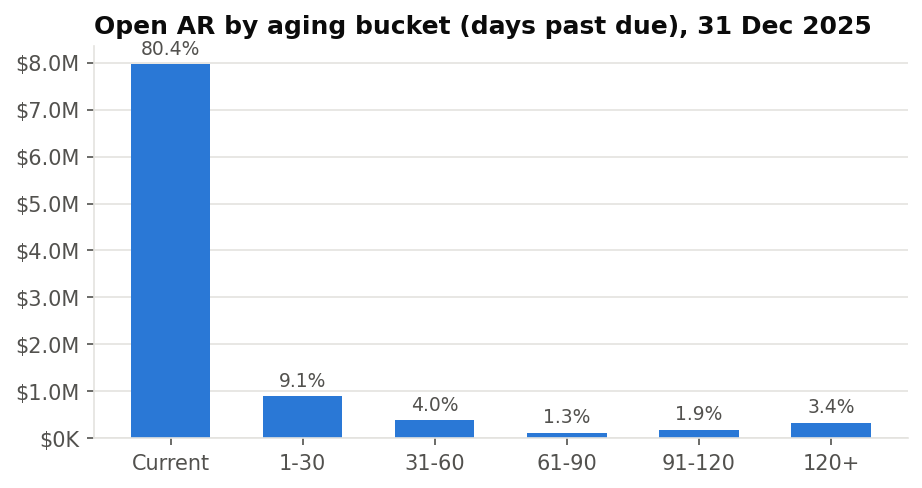 Open AR by aging bucket (days past due), 31 Dec 2025
80.4%
$8.0M
$7.0M
$6.0M
$5.0M
$4.0M
$3.0M
$2.0M
$1.0M
$0K
9.1%
4.0%
1.3%
1.9%
3.4%
Current
1-30
31-60
61-90
91-120
120+